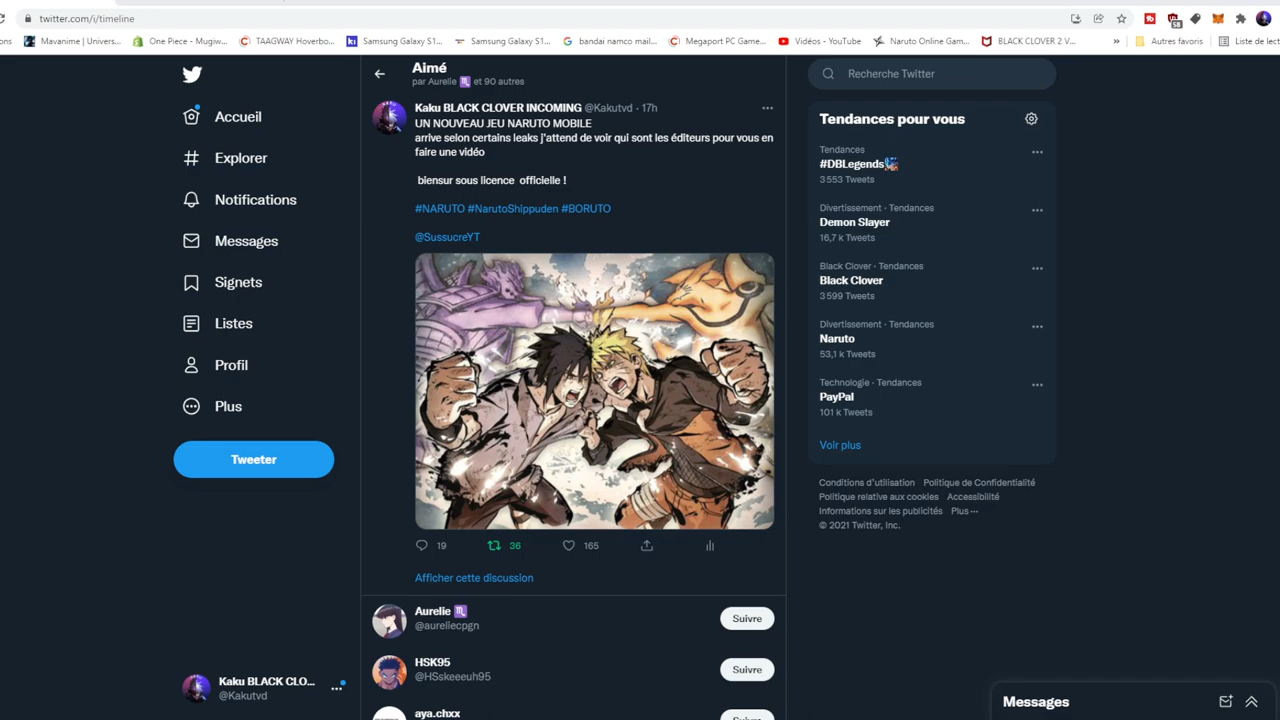 twitter.com/i/timeline
Mavanime | Univers...
One Piece - Mugiw...
TAAGWAY Hoverbo...
Samsung Galaxy S1...
Samsung Galaxy S1...
bandai namco mail...
Megaport PC Game...
Vidéos - YouTube
Naruto Online Gam...
BLACK CLOVER 2 V...
»
Autres favoris
Liste de lect
Accueil
Explorer
Notifications
Messages
Signets
Listes
Profil
Plus
Tweeter
Kaku BLACK CLO...
@Kakutvd
Aimé
par Aurelie ♏ et 90 autres
Kaku BLACK CLOVER INCOMING @Kakutvd · 17h
UN NOUVEAU JEU NARUTO MOBILE
arrive selon certains leaks j'attend de voir qui sont les éditeurs pour vous en
faire une vidéo
biensur sous licence officielle !
#NARUTO #NarutoShippuden #BORUTO
@SussucreYT
19
36
165
Afficher cette discussion
Aurelie ♏
@aureliecpgn
Suivre
HSK95
@HSskeeeuh95
Suivre
aya.chxx
Recherche Twitter
Tendances pour vous
Tendances
#DBLegends
3 553 Tweets
Divertissement · Tendances
Demon Slayer
16,7 k Tweets
Black Clover · Tendances
Black Clover
3 599 Tweets
Divertissement · Tendances
Naruto
53,1 k Tweets
Technologie · Tendances
PayPal
101 k Tweets
Voir plus
Conditions d'utilisation Politique de Confidentialité
Politique relative aux cookies Accessibilité
Informations sur les publicités Plus ···
© 2021 Twitter, Inc.
Messages